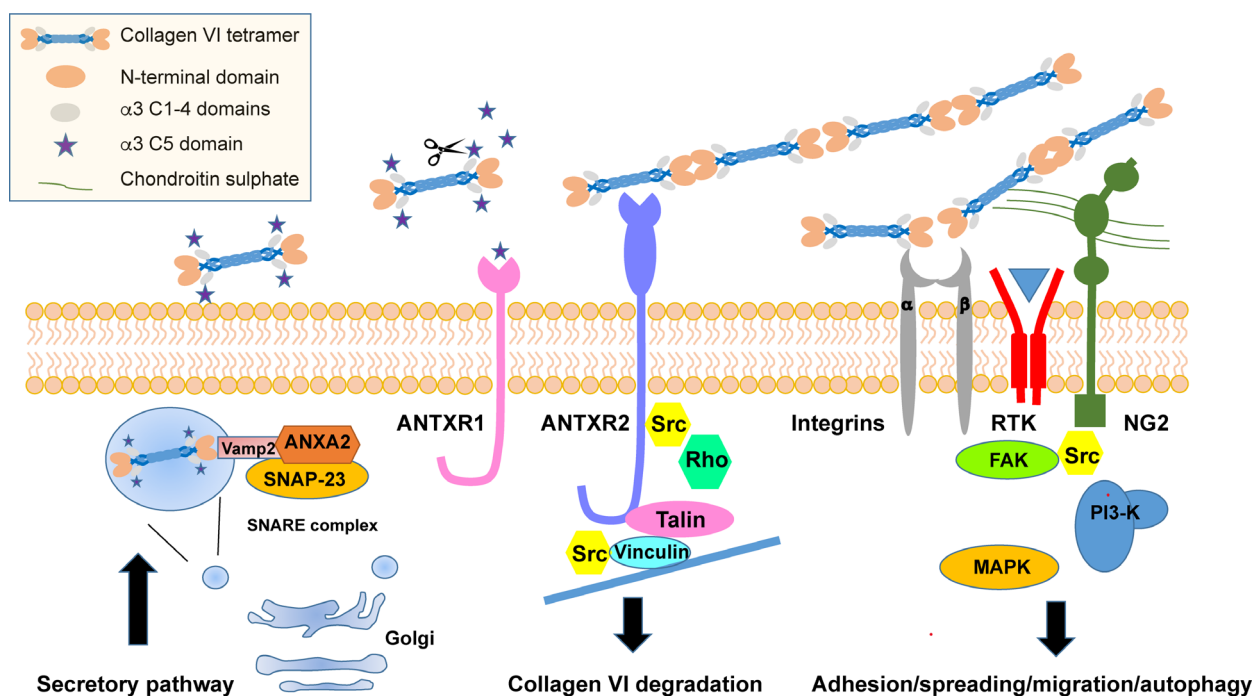 Collagen VI tetramer
N-terminal domain
α3 C1-4 domains
α3 C5 domain
Chondroitin sulphate
α
β
ANTXR1
ANTXR2
Integrins
RTK
NG2
Src
Rho
FAK
Src
Vamp2
ANXA2
SNAP-23
SNARE complex
Talin
Src
Vinculin
PI3-K
MAPK
Golgi
Secretory pathway
Collagen VI degradation
Adhesion/spreading/migration/autophagy